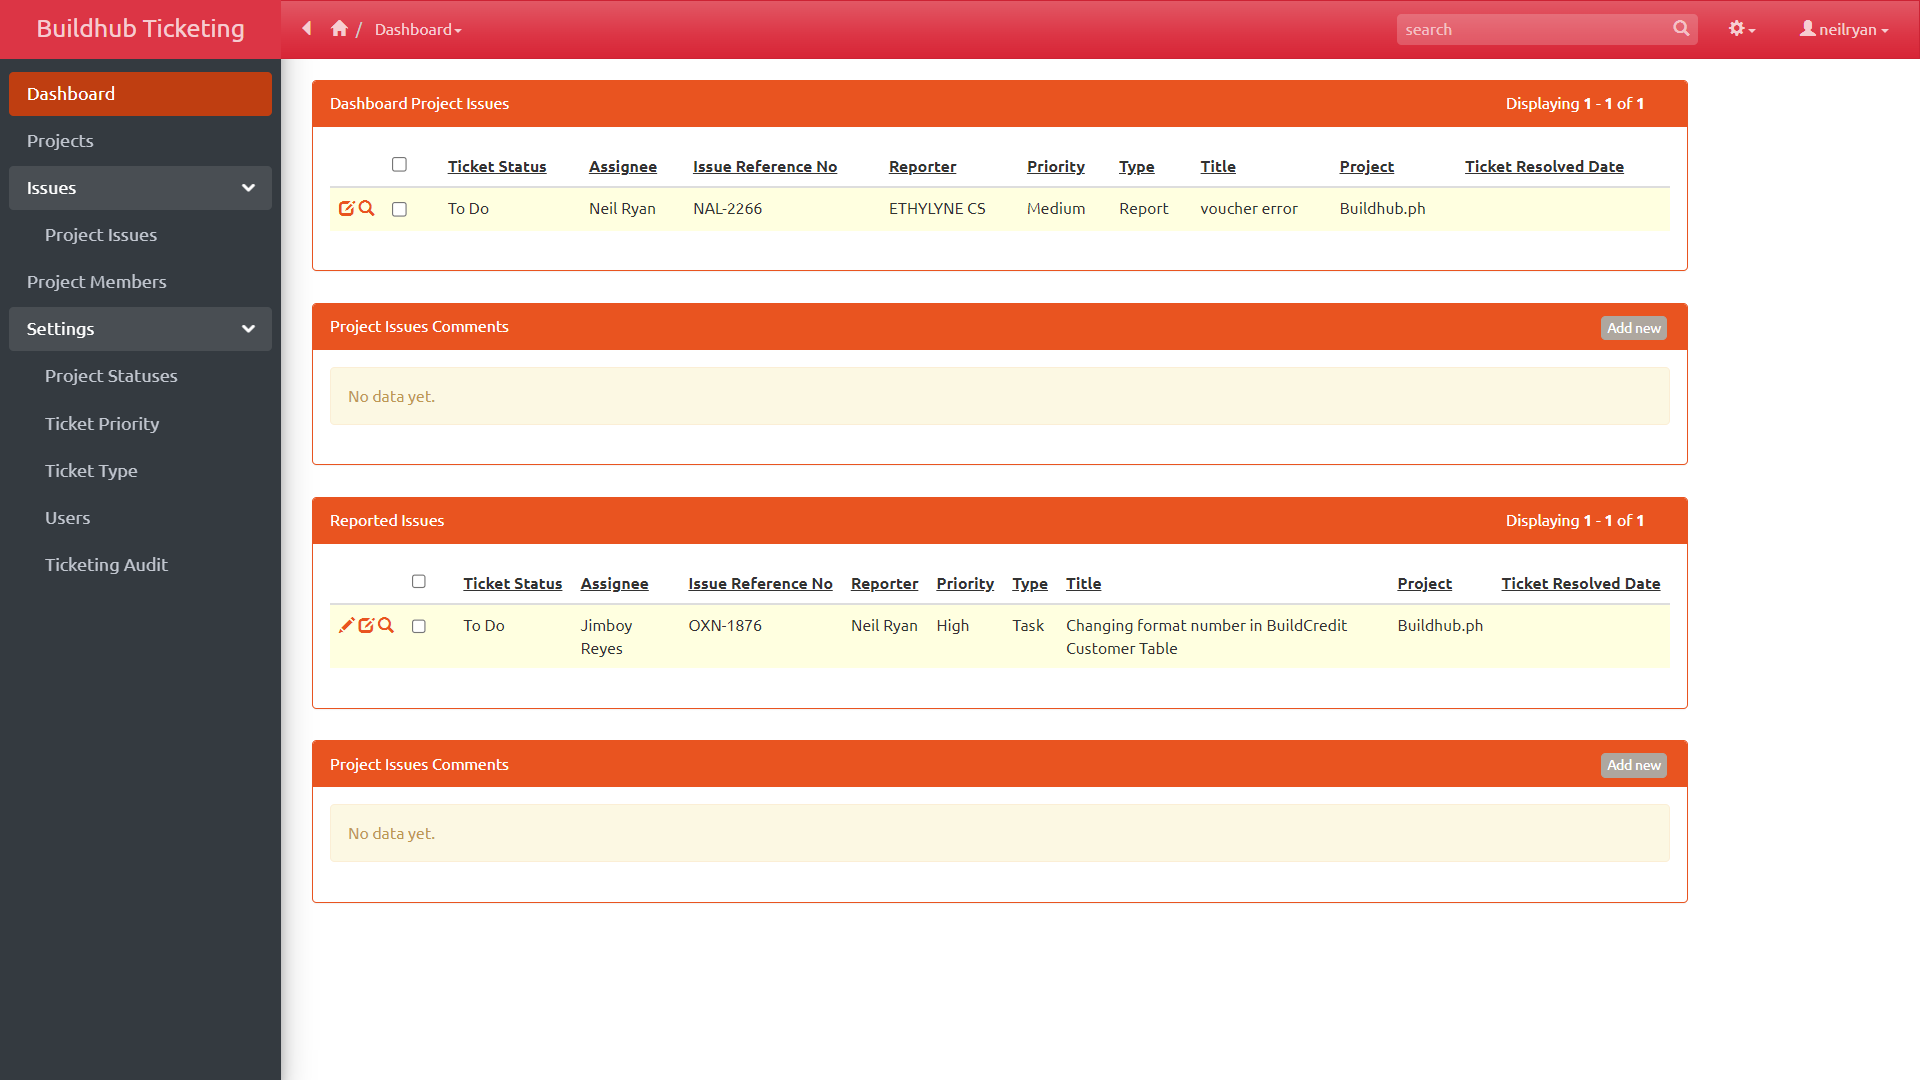 Buildhub Ticketing
/ Dashboard
search
neilryan
Dashboard
Projects
Issues
Project Issues
Project Members
Settings
Project Statuses
Ticket Priority
Ticket Type
Users
Ticketing Audit
Dashboard Project Issues
Displaying 1 - 1 of 1
Ticket Status Assignee Issue Reference No Reporter Priority Type Title Project Ticket Resolved Date
To Do Neil Ryan NAL-2266 ETHYLYNE CS Medium Report voucher error Buildhub.ph
Project Issues Comments
Add new
No data yet.
Reported Issues
Displaying 1 - 1 of 1
Ticket Status Assignee Issue Reference No Reporter Priority Type Title Project Ticket Resolved Date
To Do Jimboy OXN-1876 Neil Ryan High Task Changing format number in BuildCredit Buildhub.ph
Reyes Customer Table
Project Issues Comments
Add new
No data yet.